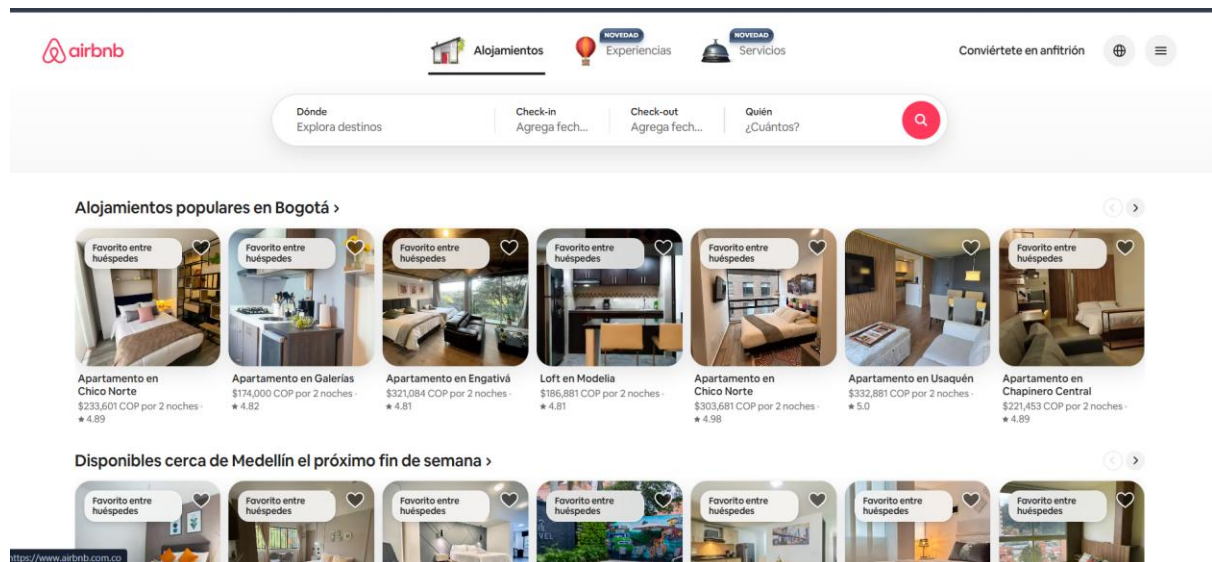 airbnb
Alojamientos
NOVEDAD
Experiencias
NOVEDAD
Servicios
Conviértete en anfitrión
Dónde
Explora destinos
Check-in
Agrega fech...
Check-out
Agrega fech...
Quién
¿Cuántos?
Alojamientos populares en Bogotá ›
Favorito entre
huéspedes
Apartamento en
Chico Norte
$233,601 COP por 2 noches ·
★ 4.89
Favorito entre
huéspedes
Apartamento en Galerías
$174,000 COP por 2 noches ·
★ 4.82
Favorito entre
huéspedes
Apartamento en Engativá
$321,084 COP por 2 noches ·
★ 4.81
Favorito entre
huéspedes
Loft en Modelia
$186,881 COP por 2 noches ·
★ 4.81
Favorito entre
huéspedes
Apartamento en
Chico Norte
$303,681 COP por 2 noches ·
★ 4.98
Apartamento en Usaquén
$332,881 COP por 2 noches ·
★ 5.0
Favorito entre
huéspedes
Apartamento en
Chapinero Central
$221,453 COP por 2 noches ·
★ 4.89
Disponibles cerca de Medellín el próximo fin de semana ›
Favorito entre
huéspedes
Favorito entre
huéspedes
Favorito entre
huéspedes
Favorito entre
huéspedes
Favorito entre
huéspedes
Favorito entre
huéspedes
Favorito entre
huéspedes
https://www.airbnb.com.co